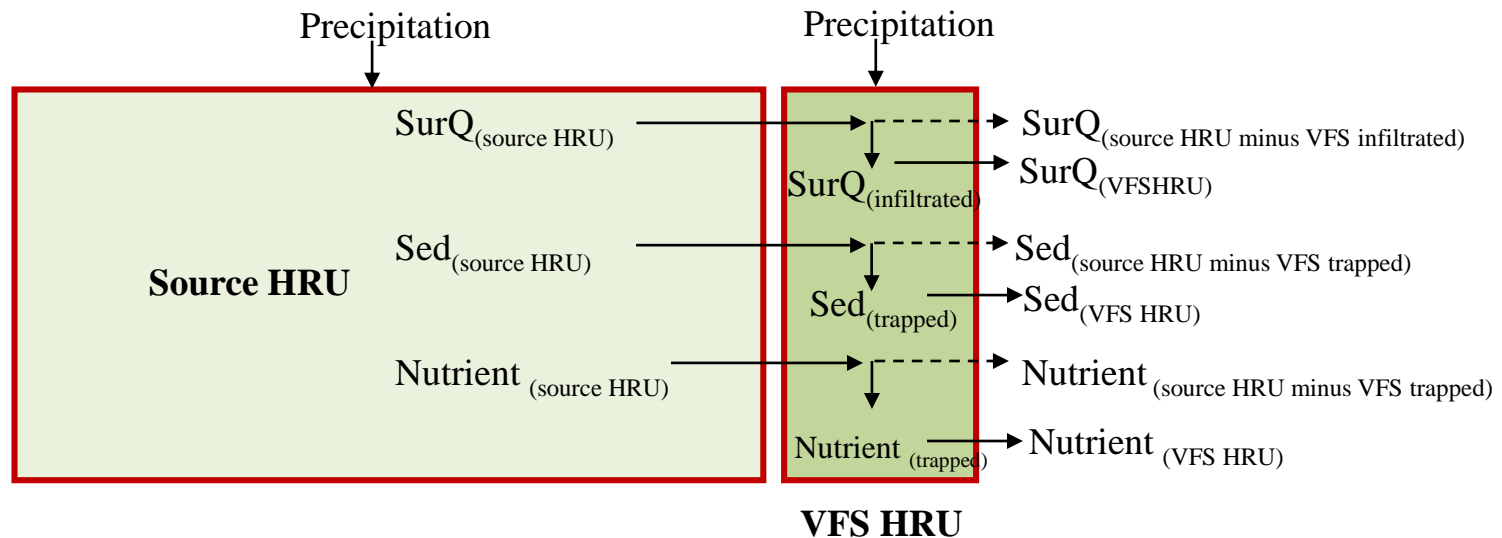 Precipitation
Precipitation
SurQ(source HRU)
SurQ(source HRU minus VFS infiltrated)
SurQ(VFSHRU)
SurQ(infiltrated)
Sed(source HRU)
Sed(source HRU minus VFS trapped)
Source HRU
Sed(trapped)
Sed(VFS HRU)
Nutrient (source HRU)
Nutrient (source HRU minus VFS trapped)
Nutrient (trapped)
Nutrient (VFS HRU)
VFS HRU